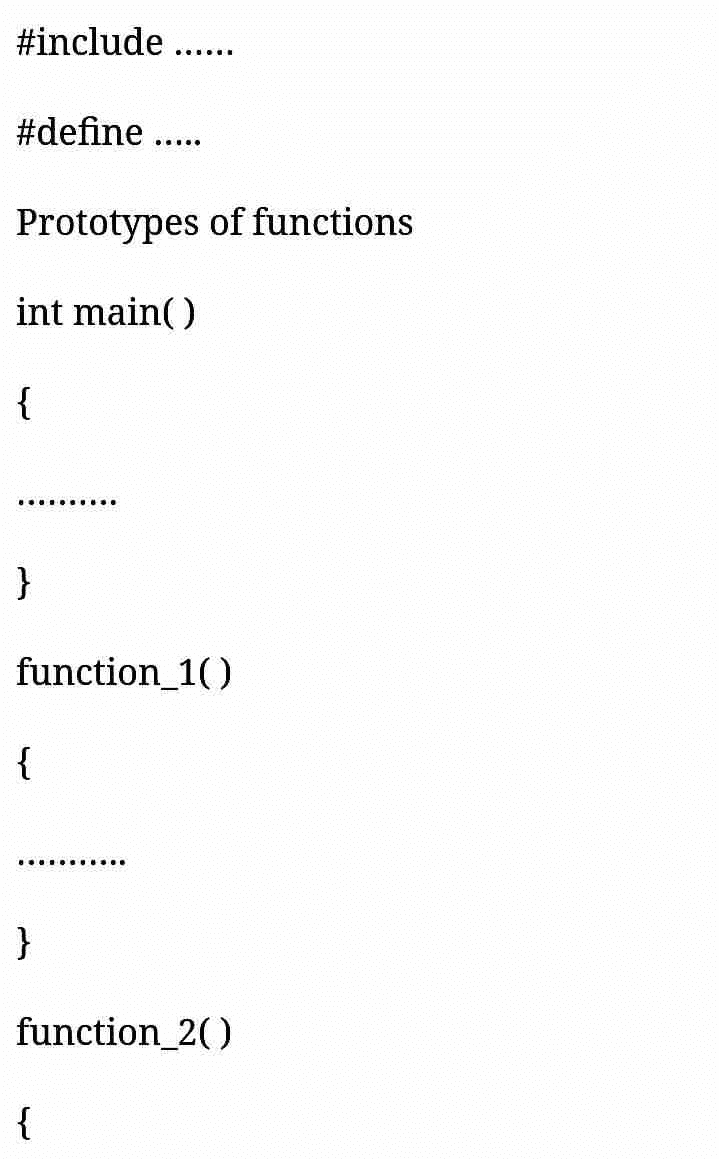 #include ......
#define .....
Prototypes of functions
int main( )
{
..........
}
function_1( )
{
...........
}
function_2( )
{